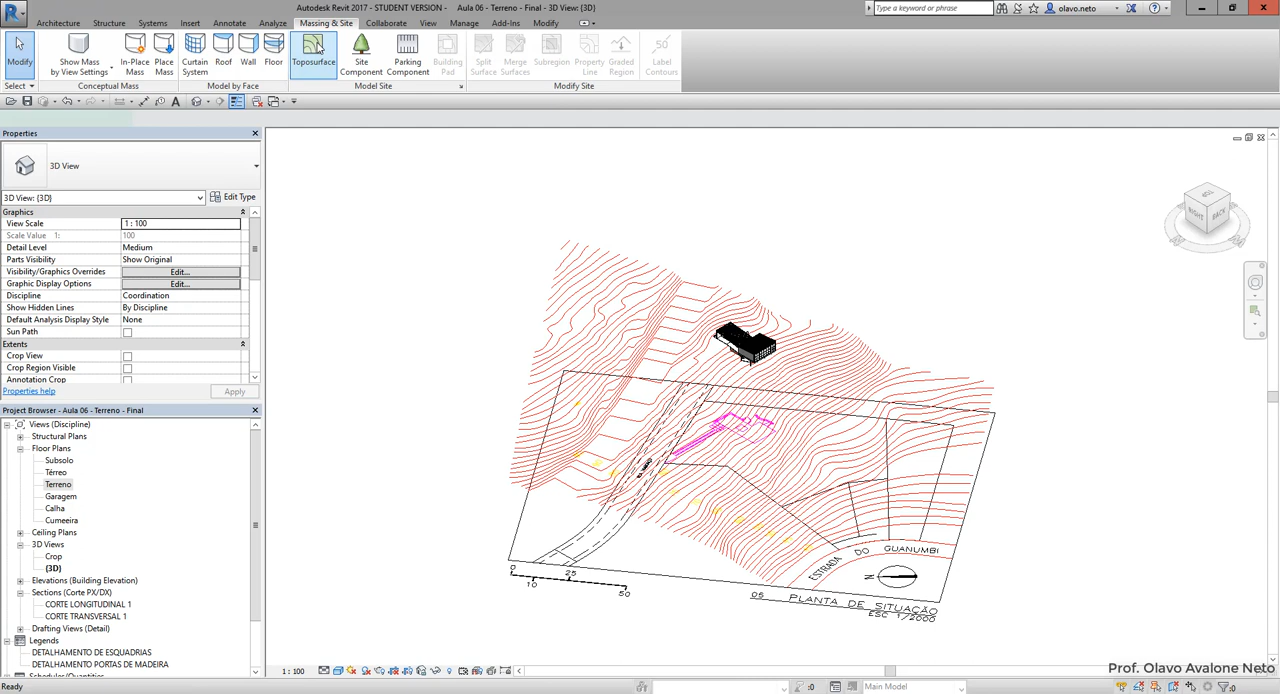 Autodesk Revit 2017 - STUDENT VERSION - Aula 06 - Terreno - Final - 3D View: {3D}
Type a keyword or phrase
olavo.neto
Architecture Structure Systems Insert Annotate Analyze Massing & Site Collaborate View Manage Add-Ins Modify
Modify
Show Mass by View Settings
In-Place Mass
Place Mass
Curtain System
Roof
Wall
Floor
Toposurface
Site Component
Parking Component
Building Pad
Split Surface
Merge Surfaces
Subregion
Property Line
Graded Region
50
Label Contours
Select
Conceptual Mass
Model by Face
Model Site
Modify Site
Properties
3D View
3D View: {3D}
Edit Type
Graphics
View Scale 1 : 100
Scale Value 1: 100
Detail Level Medium
Parts Visibility Show Original
Visibility/Graphics Overrides Edit...
Graphic Display Options Edit...
Discipline Coordination
Show Hidden Lines By Discipline
Default Analysis Display Style None
Sun Path
Extents
Crop View
Crop Region Visible
Annotation Crop
Properties help
Apply
Project Browser - Aula 06 - Terreno - Final
Views (Discipline)
Structural Plans
Floor Plans
Subsolo
Térreo
Terreno
Garagem
Calha
Cumeeira
Ceiling Plans
3D Views
Crop
{3D}
Elevations (Building Elevation)
Sections (Corte PX/DX)
CORTE LONGITUDINAL 1
CORTE TRANSVERSAL 1
Drafting Views (Detail)
Legends
DETALHAMENTO DE ESQUADRIAS
DETALHAMENTO PORTAS DE MADEIRA
Schedules/Quantities
RIGHT
BACK
ESTRADA DO GUANUMBI
N
0
10
25
50
05 PLANTA DE SITUAÇÃO
ESC 1/2000
1 : 100
Prof. Olavo Avalone Neto
Ready
:0
Main Model
:0